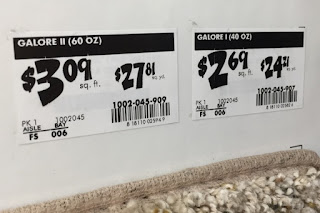 GALORE II (60 OZ)
$3.09 sq. ft.
$27.81 sq. yd.
1002-045-909
PK 1 1002045
AISLE BAY
FS 006
GALORE I (40 OZ)
$2.69 sq. ft.
$24.21 sq. yd.
1002-045-907
PK 1 1002045
AISLE BAY
FS 006